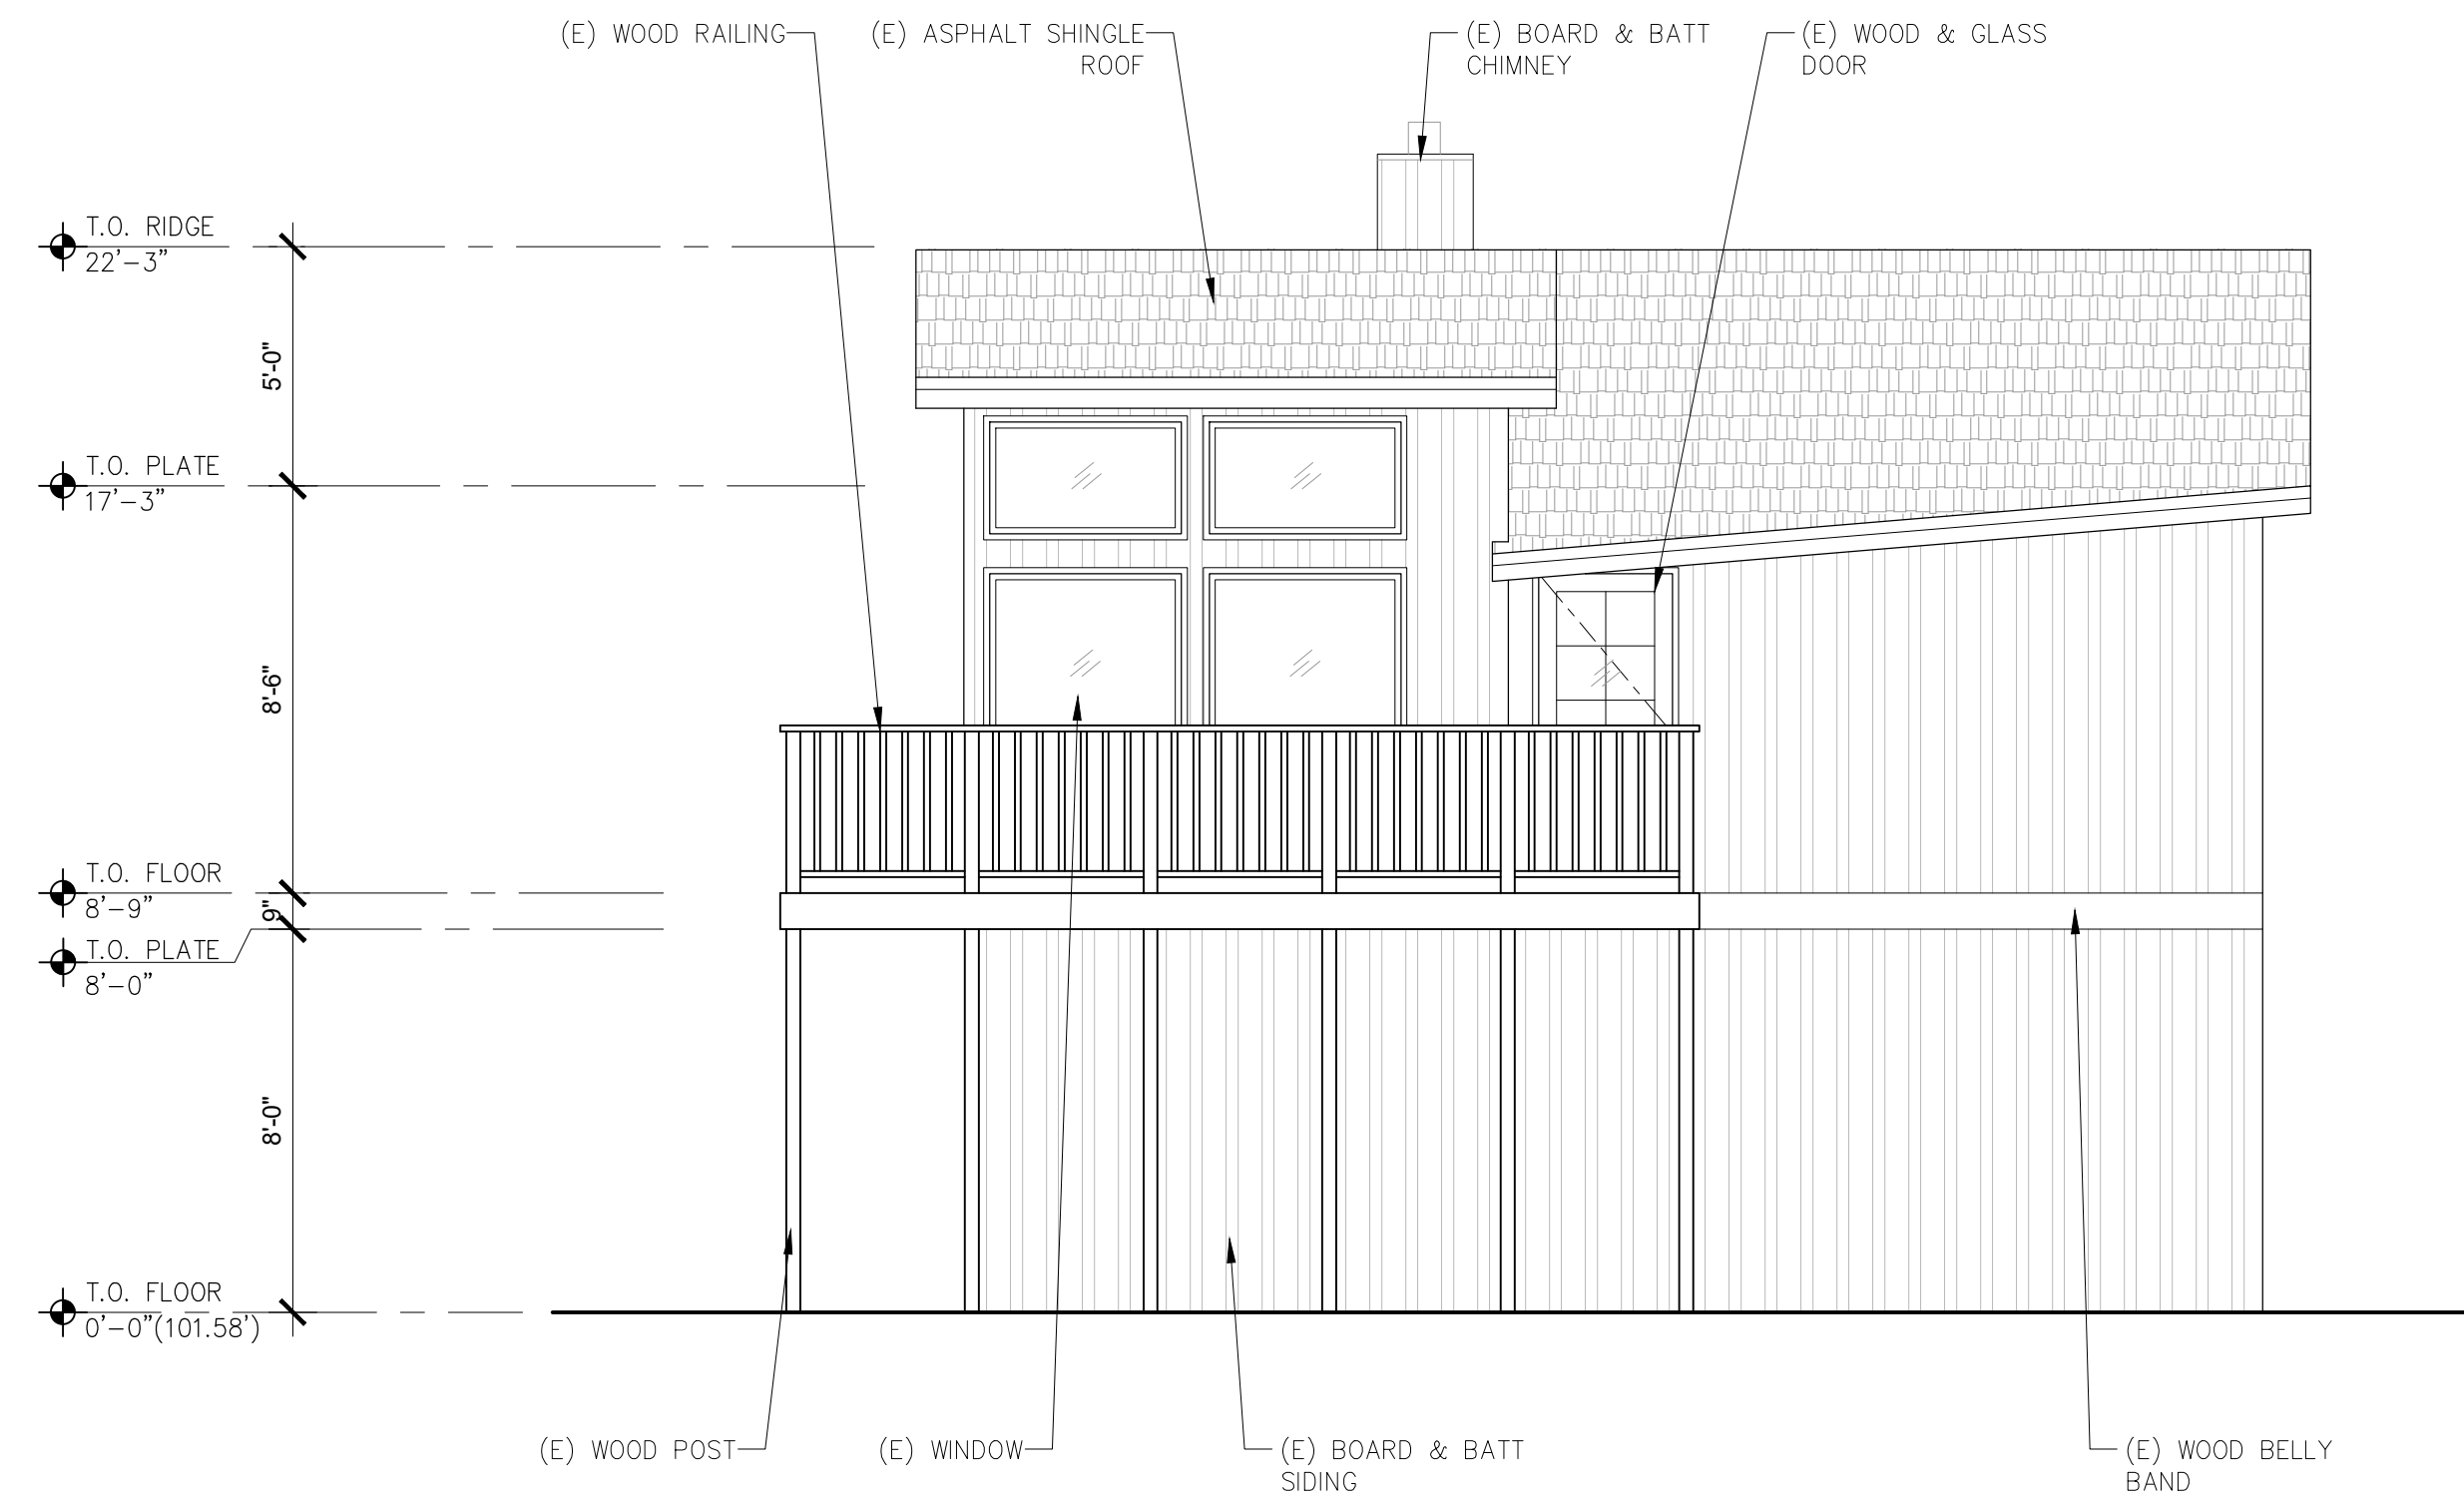 (E) WOOD RAILING
(E) ASPHALT SHINGLE
ROOF
(E) BOARD & BATT
CHIMNEY
(E) WOOD & GLASS
DOOR
T.O. RIDGE
22'-3"
5'-0"
T.O. PLATE
17'-3"
8'-6"
T.O. FLOOR
8'-9"
9"
T.O. PLATE
8'-0"
8'-0"
T.O. FLOOR
0'-0"(101.58')
(E) WOOD POST
(E) WINDOW
(E) BOARD & BATT
SIDING
(E) WOOD BELLY
BAND